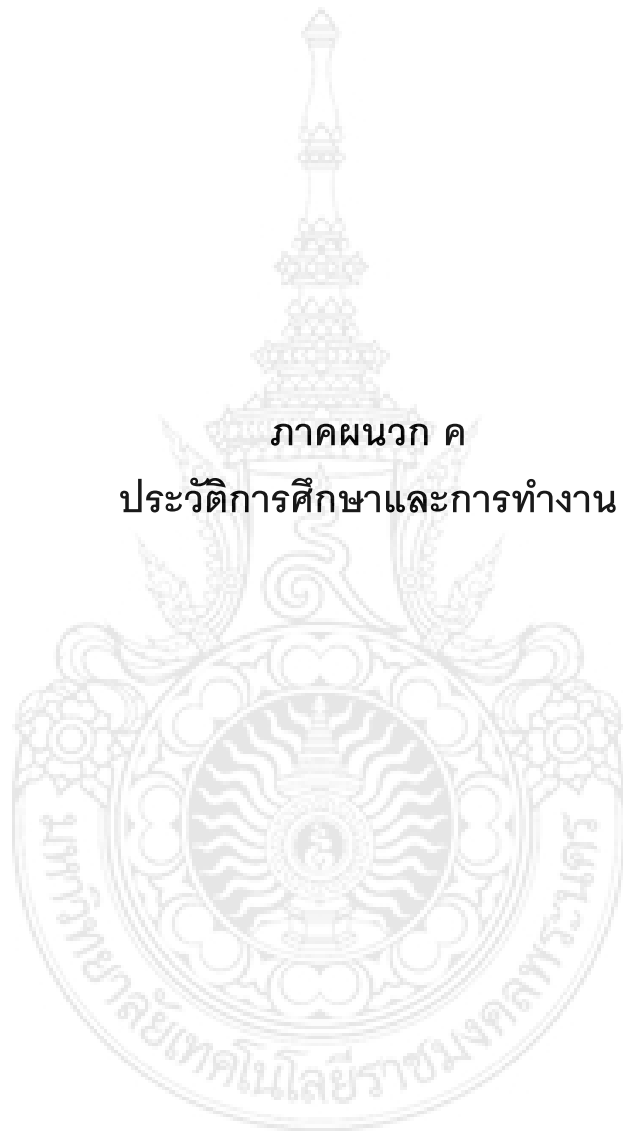 ภาคผนวก ค
ประวัติการศึกษาและการทำงาน
มหาวิทยาลัยเทคโนโลยีราชมงคลพระนคร